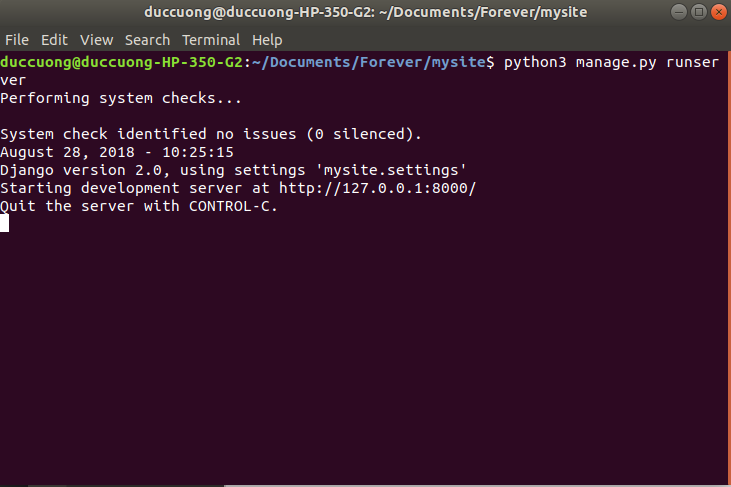 duccuong@duccuong-HP-350-G2: ~/Documents/Forever/mysite
File Edit View Search Terminal Help
duccuong@duccuong-HP-350-G2:~/Documents/Forever/mysite$ python3 manage.py runser
ver
Performing system checks...
System check identified no issues (0 silenced).
August 28, 2018 - 10:25:15
Django version 2.0, using settings 'mysite.settings'
Starting development server at http://127.0.0.1:8000/
Quit the server with CONTROL-C.